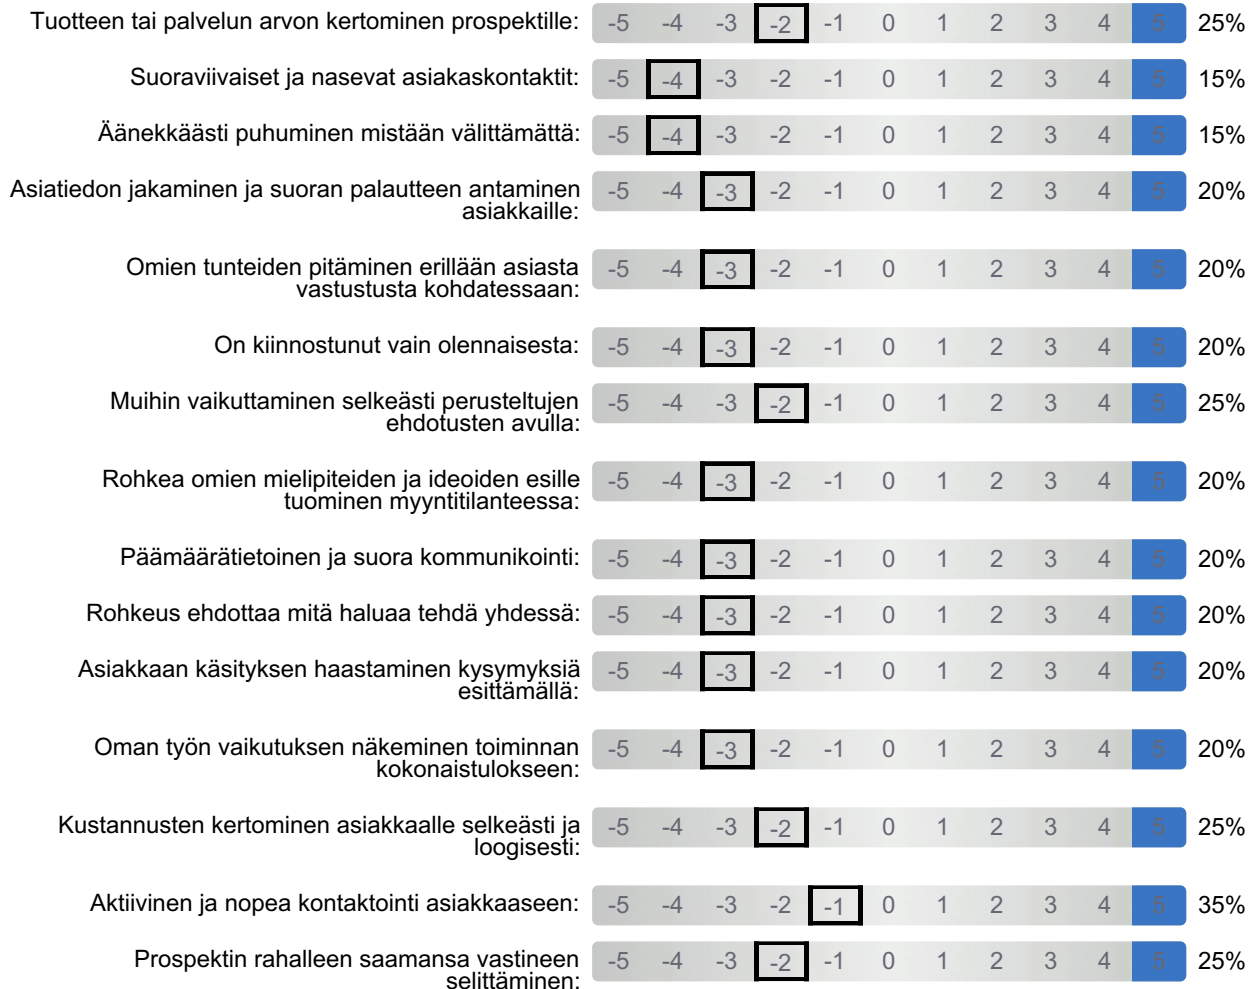 Tuotteen tai palvelun arvon kertominen prospektille: -5 -4 -3 -2 -1 0 1 2 3 4 5 25%
Suoraviivaiset ja nasevat asiakaskontaktit: -5 -4 -3 -2 -1 0 1 2 3 4 5 15%
Äänekkäästi puhuminen mistään välittämättä: -5 -4 -3 -2 -1 0 1 2 3 4 5 15%
Asiatiedon jakaminen ja suoran palautteen antaminen
asiakkaille: -5 -4 -3 -2 -1 0 1 2 3 4 5 20%
Omien tunteiden pitäminen erillään asiasta
vastustusta kohdatessaan: -5 -4 -3 -2 -1 0 1 2 3 4 5 20%
On kiinnostunut vain olennaisesta: -5 -4 -3 -2 -1 0 1 2 3 4 5 20%
Muihin vaikuttaminen selkeästi perusteltujen
ehdotusten avulla: -5 -4 -3 -2 -1 0 1 2 3 4 5 25%
Rohkea omien mielipiteiden ja ideoiden esille
tuominen myyntitilanteessa: -5 -4 -3 -2 -1 0 1 2 3 4 5 20%
Päämäärätietoinen ja suora kommunikointi: -5 -4 -3 -2 -1 0 1 2 3 4 5 20%
Rohkeus ehdottaa mitä haluaa tehdä yhdessä: -5 -4 -3 -2 -1 0 1 2 3 4 5 20%
Asiakkaan käsityksen haastaminen kysymyksiä
esittämällä: -5 -4 -3 -2 -1 0 1 2 3 4 5 20%
Oman työn vaikutuksen näkeminen toiminnan
kokonaistulokseen: -5 -4 -3 -2 -1 0 1 2 3 4 5 20%
Kustannusten kertominen asiakkaalle selkeästi ja
loogisesti: -5 -4 -3 -2 -1 0 1 2 3 4 5 25%
Aktiivinen ja nopea kontaktointi asiakkaaseen: -5 -4 -3 -2 -1 0 1 2 3 4 5 35%
Prospektin rahalleen saamansa vastineen
selittäminen: -5 -4 -3 -2 -1 0 1 2 3 4 5 25%